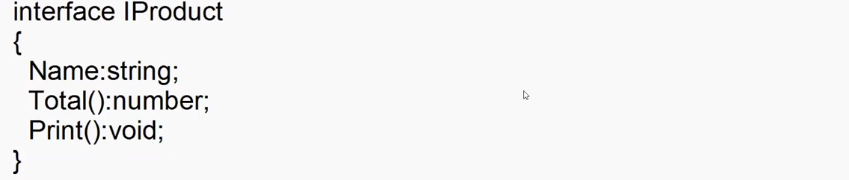 interface IProduct
{
Name:string;
Total():number;
Print():void;
}